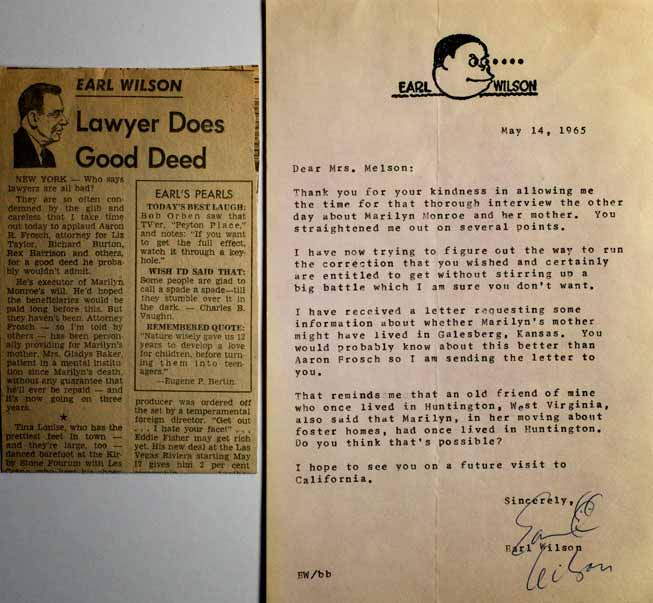 EARL WILSON
Lawyer Does
Good Deed
NEW YORK — Who says
lawyers are all bad?
They are so often con-
demned by the glib and
careless that I take time
out today to applaud Aaron
R. Frosch, attorney for Liz
Taylor, Richard Burton,
Rex Harrison and others,
for a good deed he proba-
bly wouldn't admit.
He's executor of Marilyn
Monroe's will. He'd hoped
the beneficiaries would be
paid long before this. But
they haven't been. Attorney
Frosch — so I'm told by
others — has been person-
ally providing for Marilyn's
mother, Mrs. Gladys Baker,
patient in a mental institu-
tion since Marilyn's death,
without any guarantee that
he'll ever be repaid — and
it's now going on three
years.
★
Tina Louise, who has the
prettiest feet in town —
and they're large, too —
danced barefoot at the Kir-
by Stone Fourum with Les
EARL'S PEARLS
TODAY'S BEST LAUGH:
Bob Orben saw that
TV'er, "Peyton Place,"
and notes: "If you want
to get the full effect,
watch it through a key-
hole."
WISH I'D SAID THAT:
Some people are glad to
call a spade a spade—till
they stumble over it in
the dark. — Charles B.
Vaughn.
REMEMBERED QUOTE:
"Nature wisely gave us 12
years to develop a love
for children, before turn-
ing them into teen-
agers."
—Eugene P. Bertin.
producer was ordered off
the set by a temperamental
foreign director. "Get out
. . . I hate your face!" . . .
Eddie Fisher may get rich
yet. His new deal at the Las
Vegas Riviera starting May
17 gives him 2 per cent
EARL WILSON
May 14, 1965
Dear Mrs. Melson:
Thank you for your kindness in allowing me
the time for that thorough interview the other
day about Marilyn Monroe and her mother. You
straightened me out on several points.
I have now trying to figure out the way to run
the correction that you wished and certainly
are entitled to get without stirring up a
big battle which I am sure you don't want.
I have received a letter requesting some
information about whether Marilyn's mother
might have lived in Galesberg, Kansas. You
would probably know about this better than
Aaron Frosch so I am sending the letter to
you.
That reminds me that an old friend of mine
who once lived in Huntington, West Virginia,
also said that Marilyn, in her moving about
foster homes, had once lived in Huntington.
Do you think that's possible?
I hope to see you on a future visit to
California.
Sincerely,
Earl
Earl Wilson
Wilson
EW/bb